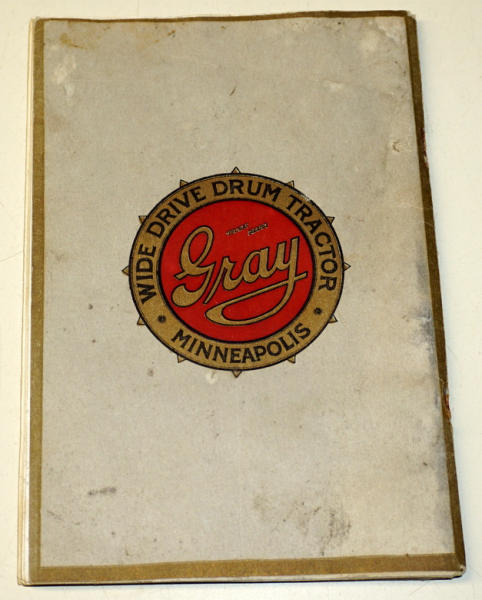 WIDE DRIVE DRUM TRACTOR
Gray
MINNEAPOLIS